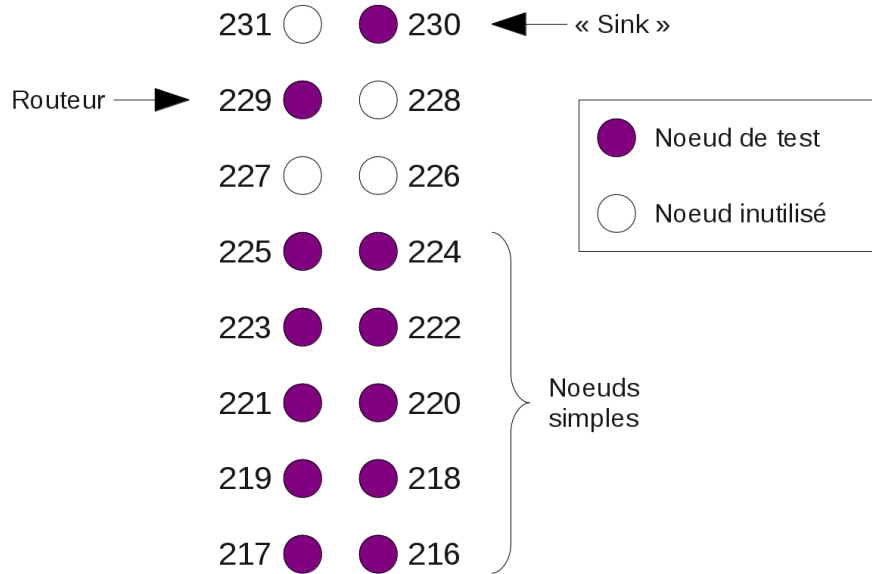 231 230 « Sink »
Routeur 229 228
Noeud de test
227 226
Noeud inutilisé
225 224
223 222
221 220
Noeuds
simples
219 218
217 216